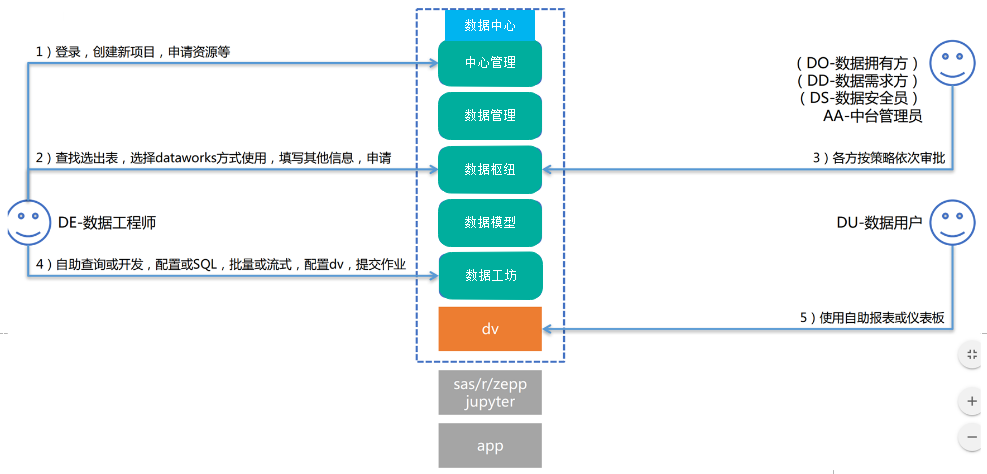 数据中心
1）登录，创建新项目，申请资源等
中心管理
（DO-数据拥有方）
（DD-数据需求方）
（DS-数据安全员）
AA-中台管理员
数据管理
2）查找选出表，选择dataworks方式使用，填写其他信息，申请
数据枢纽
3）各方按策略依次审批
DE-数据工程师
数据模型
DU-数据用户
4）自助查询或开发，配置或SQL，批量或流式，配置dv，提交作业
数据工坊
5）使用自助报表或仪表板
dv
sas/r/zepp
jupyter
app